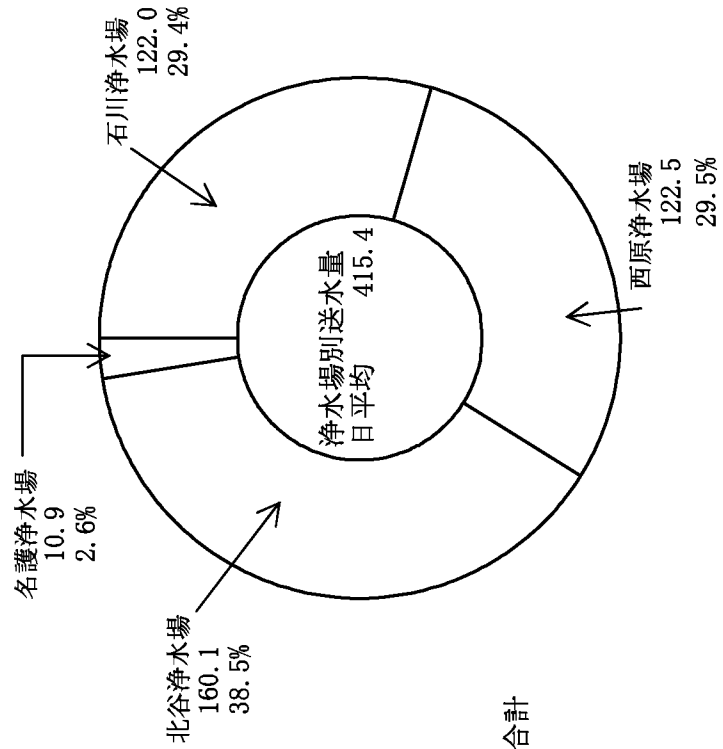 石川浄水場
122.0
29.4%
名護浄水場
10.9
2.6%
浄水場別送水量
日平均 415.4
西原浄水場
122.5
29.5%
北谷浄水場
160.1
38.5%
合計